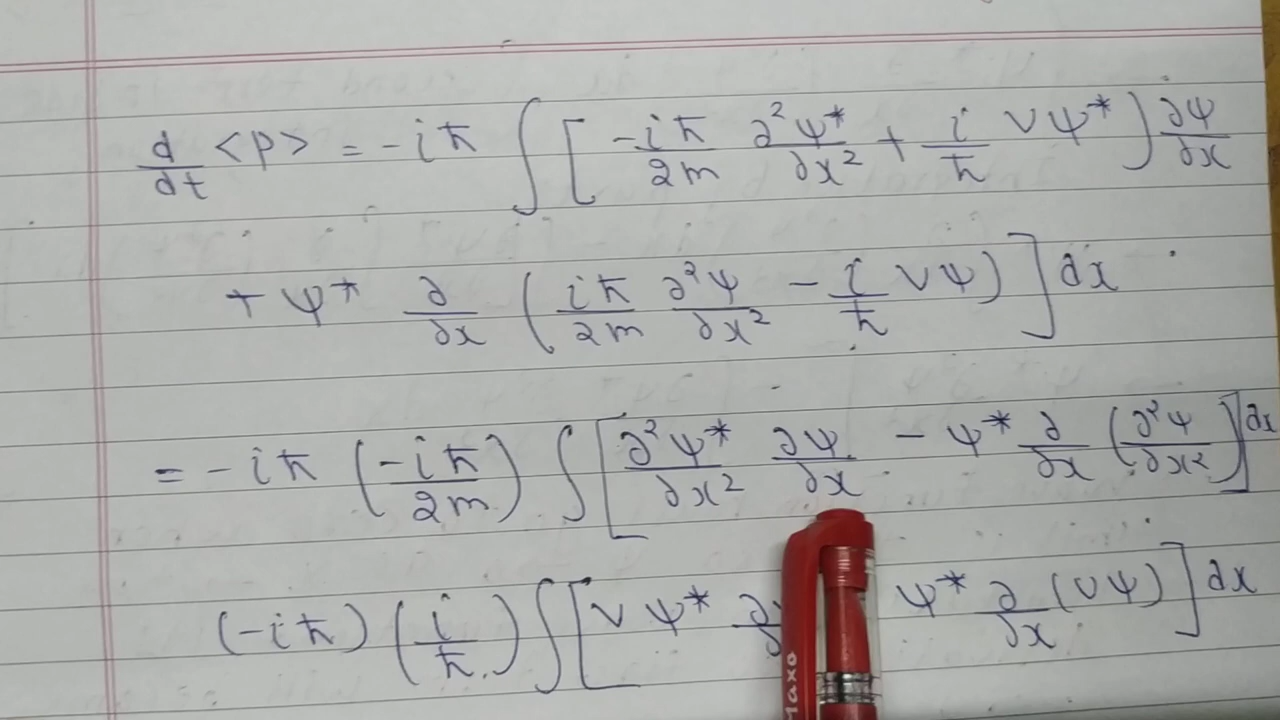 d/dt <p> = -iℏ ∫ [ -iℏ/2m ∂²ψ*/∂x² + i/ℏ Vψ* ) ∂ψ/∂x
+ ψ* ∂/∂x ( iℏ/2m ∂²ψ/∂x² - i/ℏ Vψ ) ] dx
= -iℏ ( -iℏ/2m ) ∫ [ ∂²ψ*/∂x² ∂ψ/∂x - ψ* ∂/∂x ( ∂²ψ/∂x² ) ] dx
(-iℏ) ( i/ℏ ) ∫ [ Vψ* ψ* ∂/∂x (Vψ) ] dx
Maxo